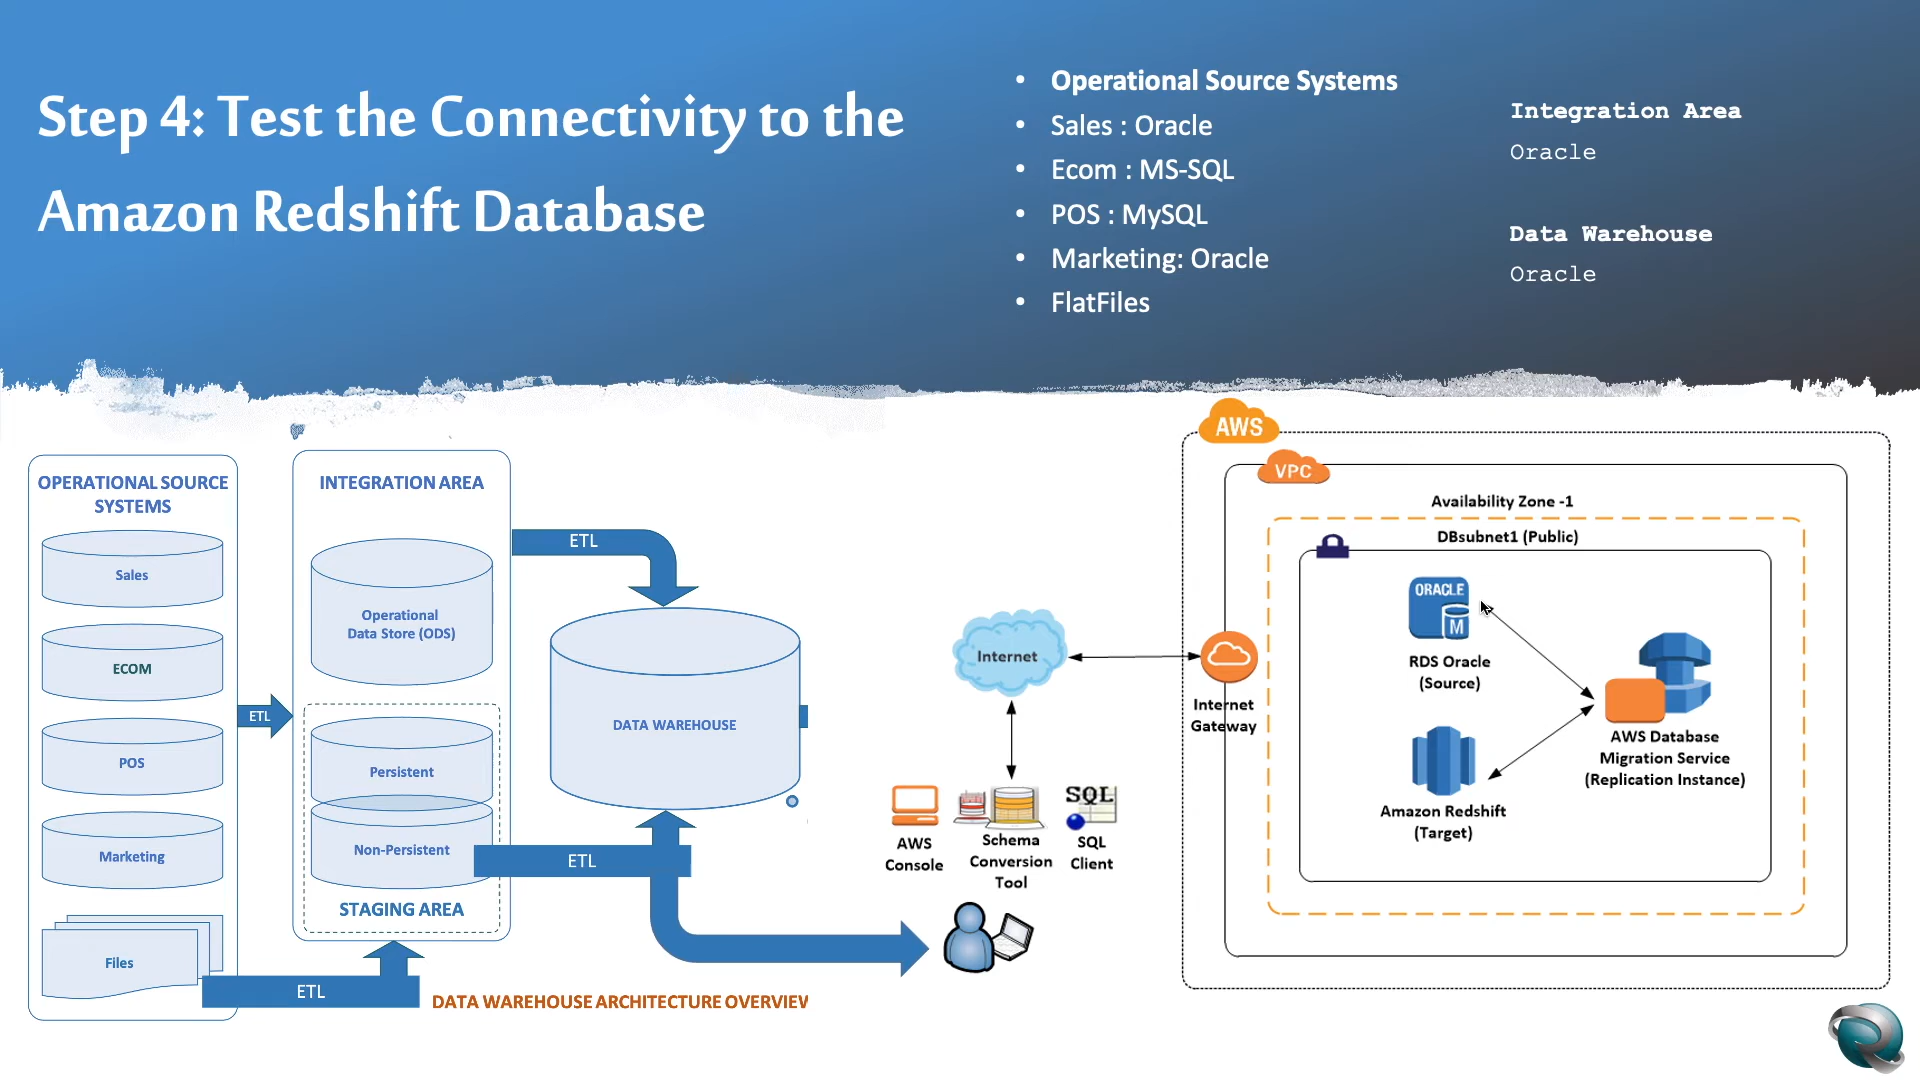 Step 4: Test the Connectivity to the
Amazon Redshift Database
• Operational Source Systems
• Sales : Oracle
• Ecom : MS-SQL
• POS : MySQL
• Marketing: Oracle
• FlatFiles
Integration Area
Oracle
Data Warehouse
Oracle
OPERATIONAL SOURCE
SYSTEMS
Sales
ECOM
POS
Marketing
Files
ETL
ETL
INTEGRATION AREA
Operational
Data Store (ODS)
Persistent
Non-Persistent
STAGING AREA
ETL
DATA WAREHOUSE
ETL
DATA WAREHOUSE ARCHITECTURE OVERVIEW
Internet
AWS
Console
Schema
Conversion
Tool
SQL
SQL
Client
AWS
VPC
Internet
Gateway
Availability Zone -1
DBsubnet1 (Public)
ORACLE
M
RDS Oracle
(Source)
Amazon Redshift
(Target)
AWS Database
Migration Service
(Replication Instance)